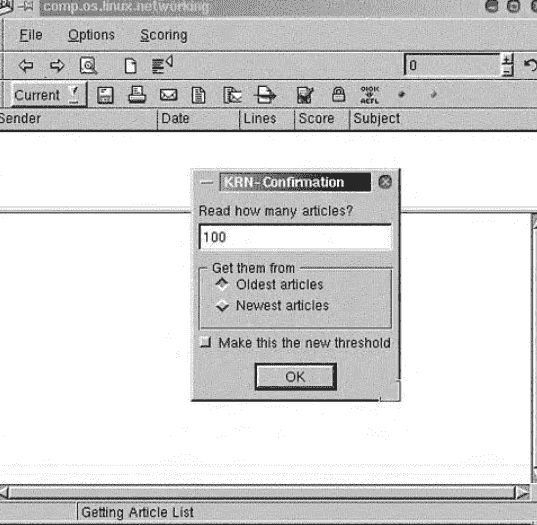 comp.os.linux.networking
File Options Scoring
0
Current
Sender Date Lines Score Subject
KRN-Confirmation
Read how many articles?
100
Get them from
Oldest articles
Newest articles
Make this the new threshold
OK
Getting Article List